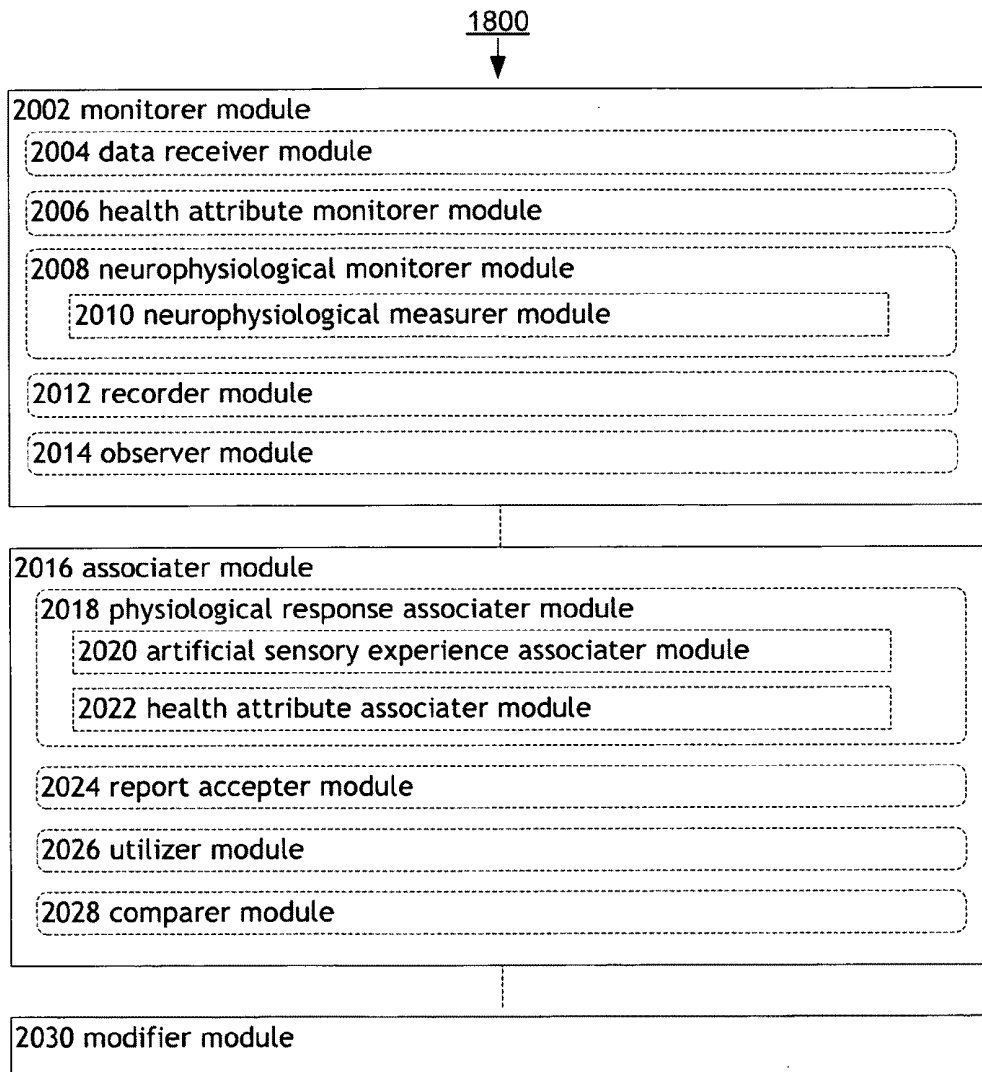 1800
2002 monitorer module
2004 data receiver module
2006 health attribute monitorer module
2008 neurophysiological monitorer module
2010 neurophysiological measurer module
2012 recorder module
2014 observer module
2016 associater module
2018 physiological response associater module
2020 artificial sensory experience associater module
2022 health attribute associater module
2024 report accepter module
2026 utilizer module
2028 comparer module
2030 modifier module